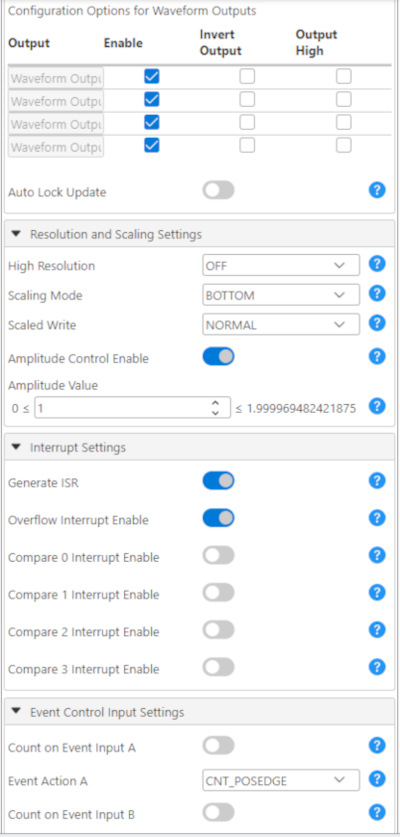 Configuration Options for Waveform Outputs
Output Enable Invert Output Output High
Waveform Outpu
Waveform Outpu
Waveform Outpu
Waveform Outpu
Auto Lock Update ?
Resolution and Scaling Settings
High Resolution OFF ?
Scaling Mode BOTTOM ?
Scaled Write NORMAL ?
Amplitude Control Enable ?
Amplitude Value
0 ≤ 1 ≤ 1.999969482421875 ?
Interrupt Settings
Generate ISR ?
Overflow Interrupt Enable ?
Compare 0 Interrupt Enable ?
Compare 1 Interrupt Enable ?
Compare 2 Interrupt Enable ?
Compare 3 Interrupt Enable ?
Event Control Input Settings
Count on Event Input A ?
Event Action A CNT_POSEDGE ?
Count on Event Input B ?